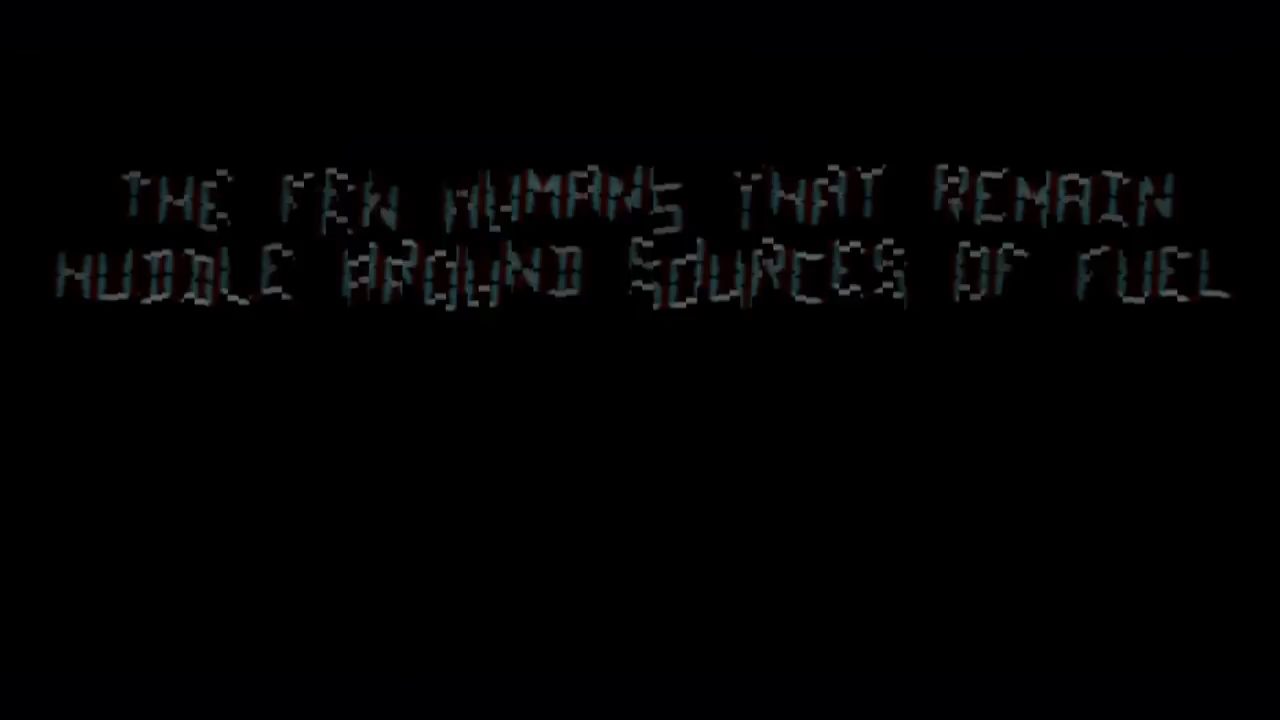 THE FEW HUMANS THAT REMAIN
HUDDLE AROUND SOURCES OF FUEL